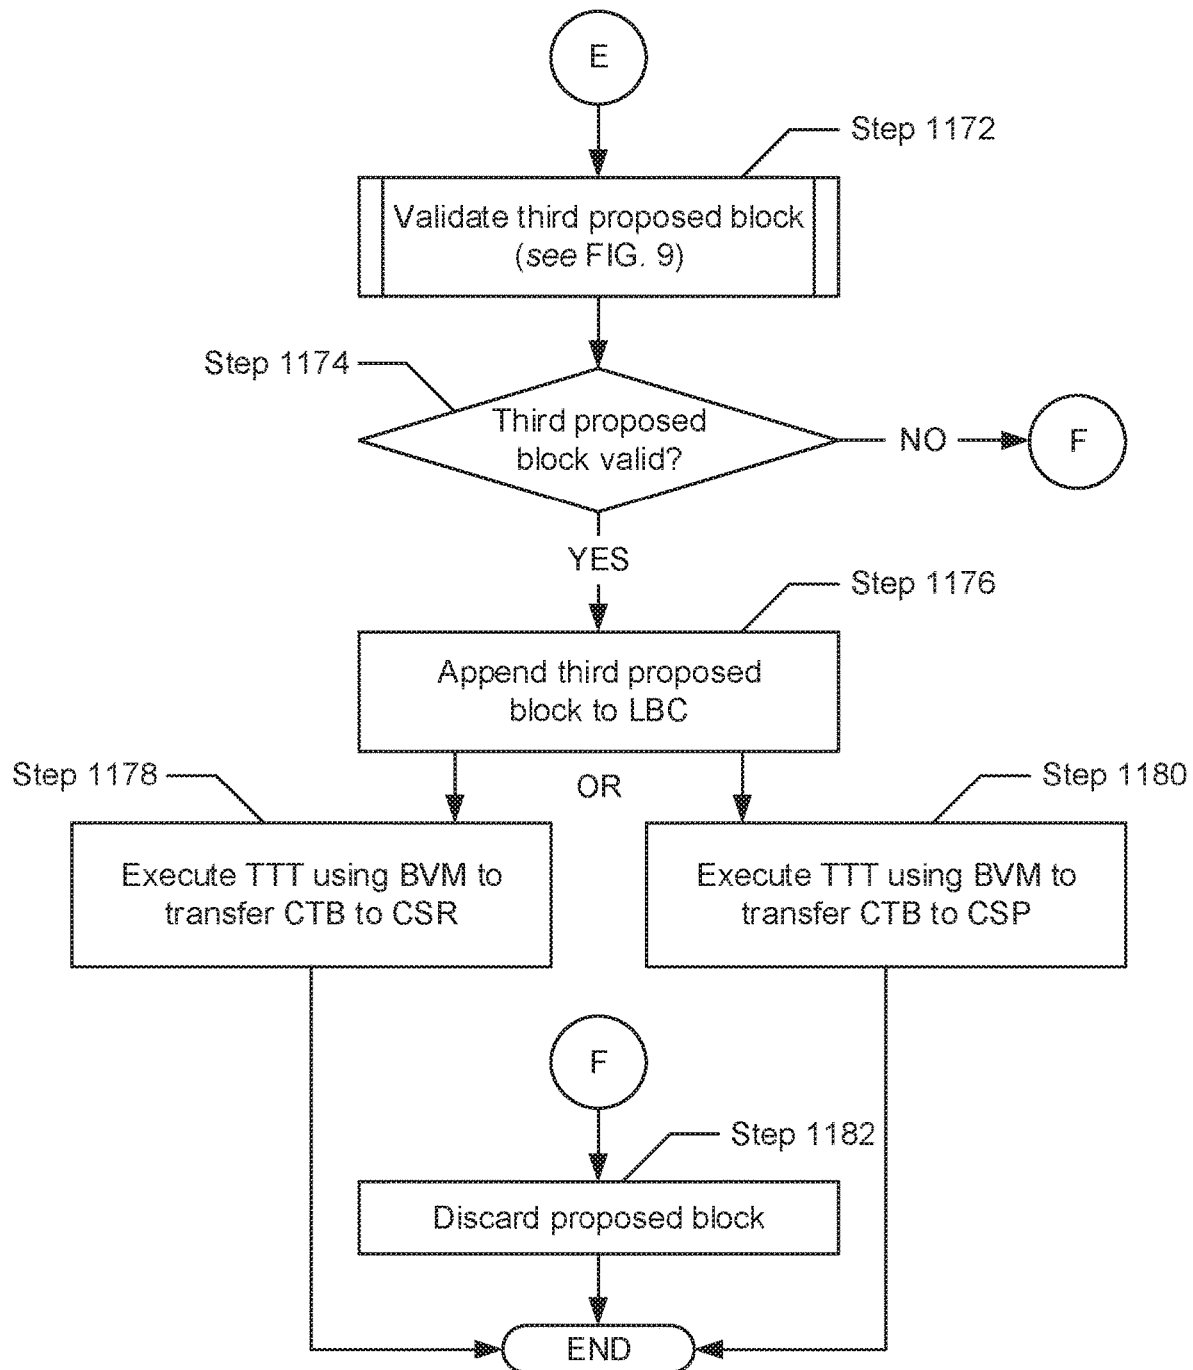 E
Step 1172
Validate third proposed block
(see FIG. 9)
Step 1174
Third proposed
block valid?
NO
F
YES
Step 1176
Append third proposed
block to LBC
Step 1178
OR
Step 1180
Execute TTT using BVM to
transfer CTB to CSR
Execute TTT using BVM to
transfer CTB to CSP
F
Step 1182
Discard proposed block
END